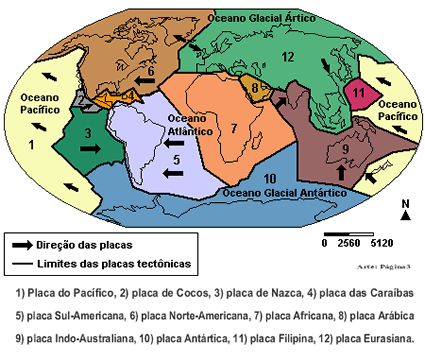 Oceano Glacial Ártico
12
6
Oceano
Pacífico
2
4
8
11
Oceano
Pacífico
Oceano
Atlântico
1
3
7
9
5
10
Oceano Glacial Antártico
N
Direção das placas
Limites das placas tectônicas
0 2560 5120
Arte: Página3
1) Placa do Pacífico, 2) placa de Cocos, 3) placa de Nazca, 4) placa das Caraíbas
5) placa Sul-Americana, 6) placa Norte-Americana, 7) placa Africana, 8) placa Arábica
9) placa Indo-Australiana, 10) placa Antártica, 11) placa Filipina, 12) placa Eurasiana.